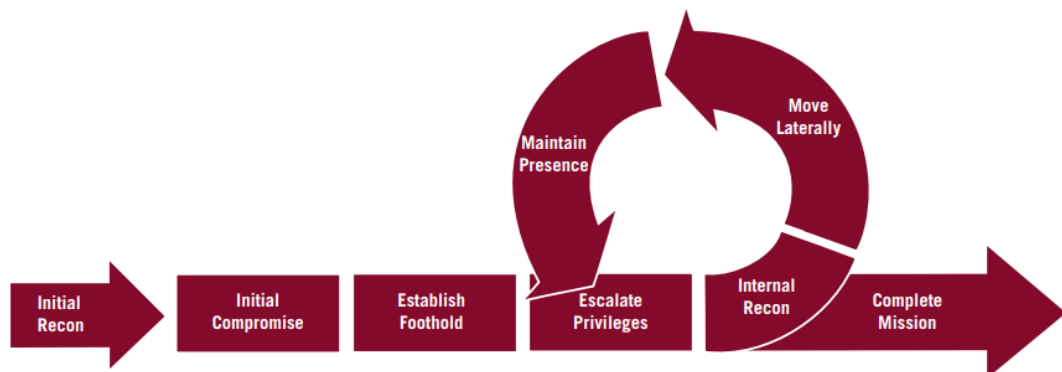 Initial
Recon
Initial
Compromise
Establish
Foothold
Escalate
Privileges
Internal
Recon
Move
Laterally
Maintain
Presence
Complete
Mission